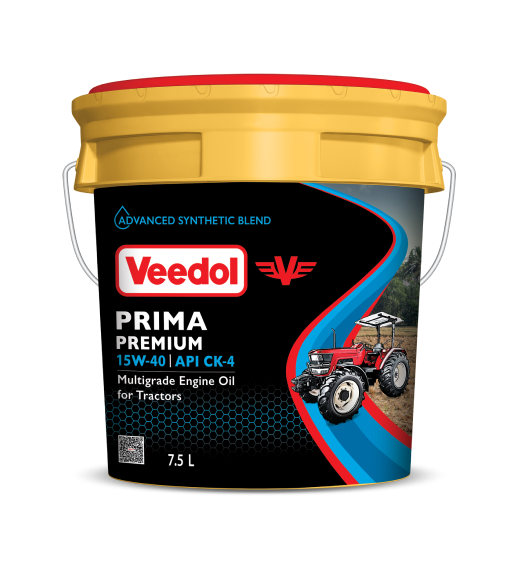 ADVANCED SYNTHETIC BLEND
Veedol
PRIMA
PREMIUM
15W-40 | API CK-4
Multigrade Engine Oil
for Tractors
7.5 L